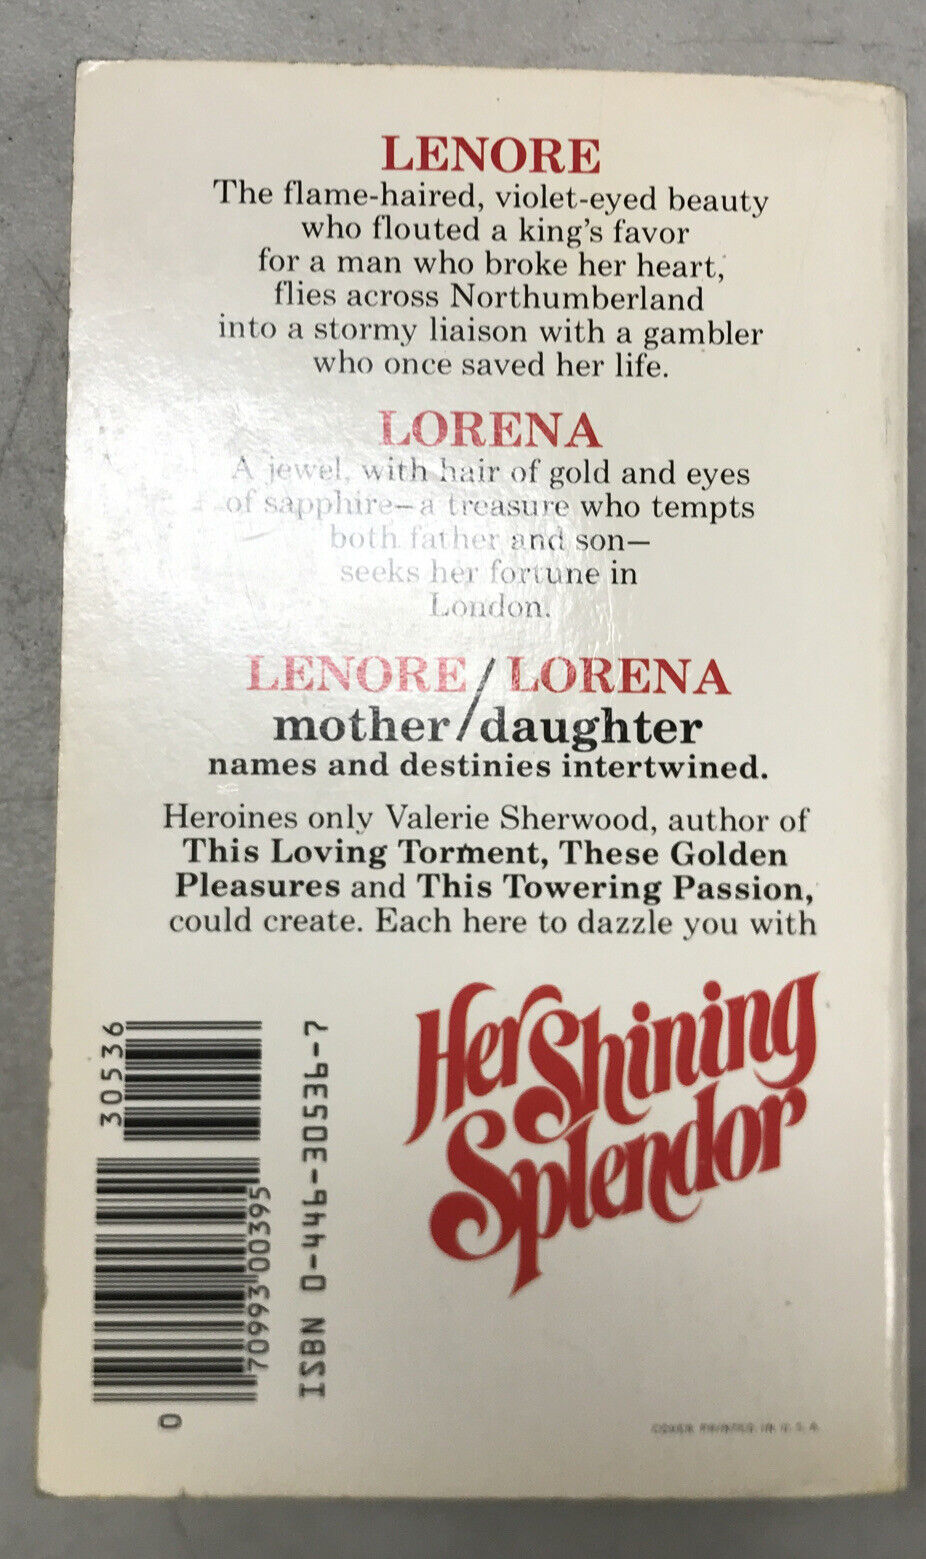 LENORE
The flame-haired, violet-eyed beauty
who flouted a king's favor
for a man who broke her heart,
flies across Northumberland
into a stormy liaison with a gambler
who once saved her life.
LORENA
A jewel, with hair of gold and eyes
of sapphire—a treasure who tempts
both father and son—
seeks her fortune in
London.
LENORE/LORENA
mother/daughter
names and destinies intertwined.
Heroines only Valerie Sherwood, author of
This Loving Torment, These Golden
Pleasures and This Towering Passion,
could create. Each here to dazzle you with
Her Shining
Splendor
30536
0 70993 00395
ISBN 0-446-30536-7
COVER PRINTED IN U.S.A.